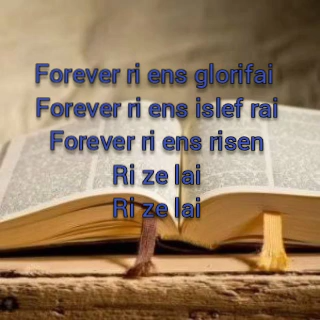 Forever ri ens glorifai
Forever ri ens islef rai
Forever ri ens risen
Ri ze lai
Ri ze lai